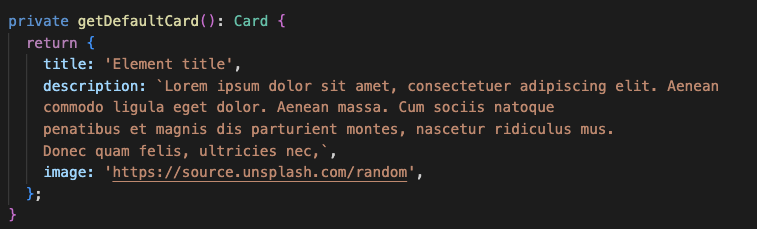 private getDefaultCard(): Card {
return {
title: 'Element title',
description: `Lorem ipsum dolor sit amet, consectetuer adipiscing elit. Aenean
commodo ligula eget dolor. Aenean massa. Cum sociis natoque
penatibus et magnis dis parturient montes, nascetur ridiculus mus.
Donec quam felis, ultricies nec,`,
image: 'https://source.unsplash.com/random',
};
}